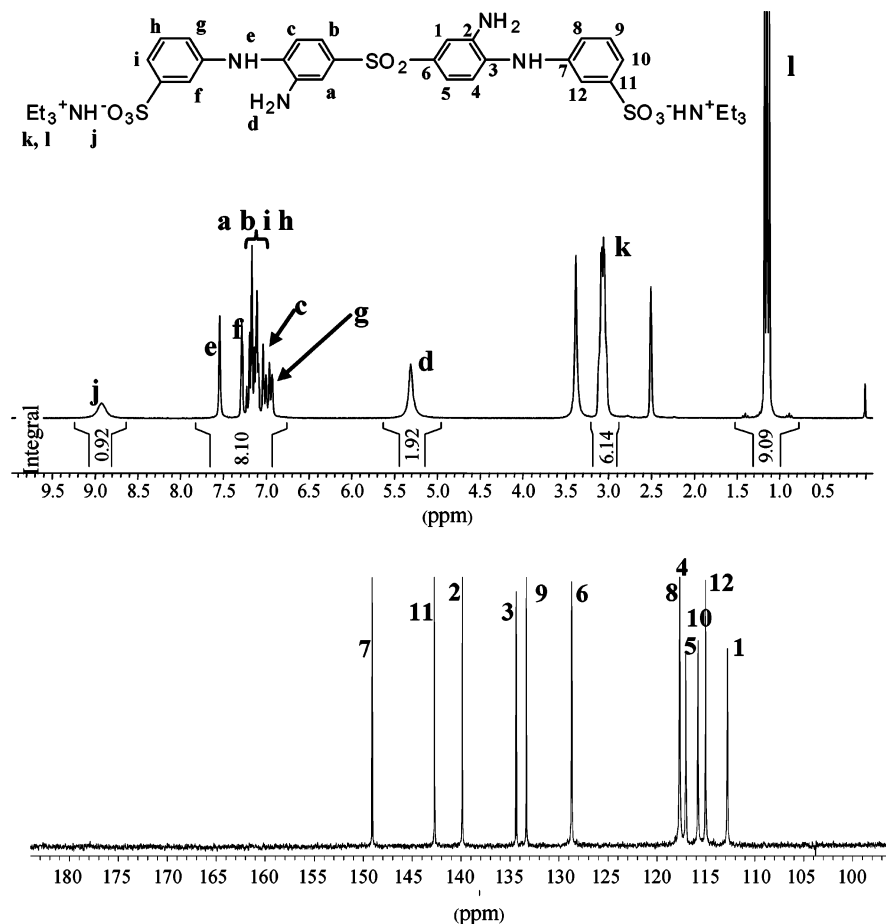 h g e c b 1 2 NH2 8 9
i NH SO2 6 3 NH 7 10
f H2N a 5 4 12 11
Et3+NH-O3S d SO3-HN+Et3
k, l j
l
a b i h
k
c
g
e f
d
j
Integral
0.92 8.10 1.92 6.14 9.09
9.5 9.0 8.5 8.0 7.5 7.0 6.5 6.0 5.5 5.0 4.5 4.0 3.5 3.0 2.5 2.0 1.5 1.0 0.5
(ppm)
4
11 2 3 9 6 8 12
10
7 5 1
180 175 170 165 160 155 150 145 140 135 130 125 120 115 110 105 100
(ppm)